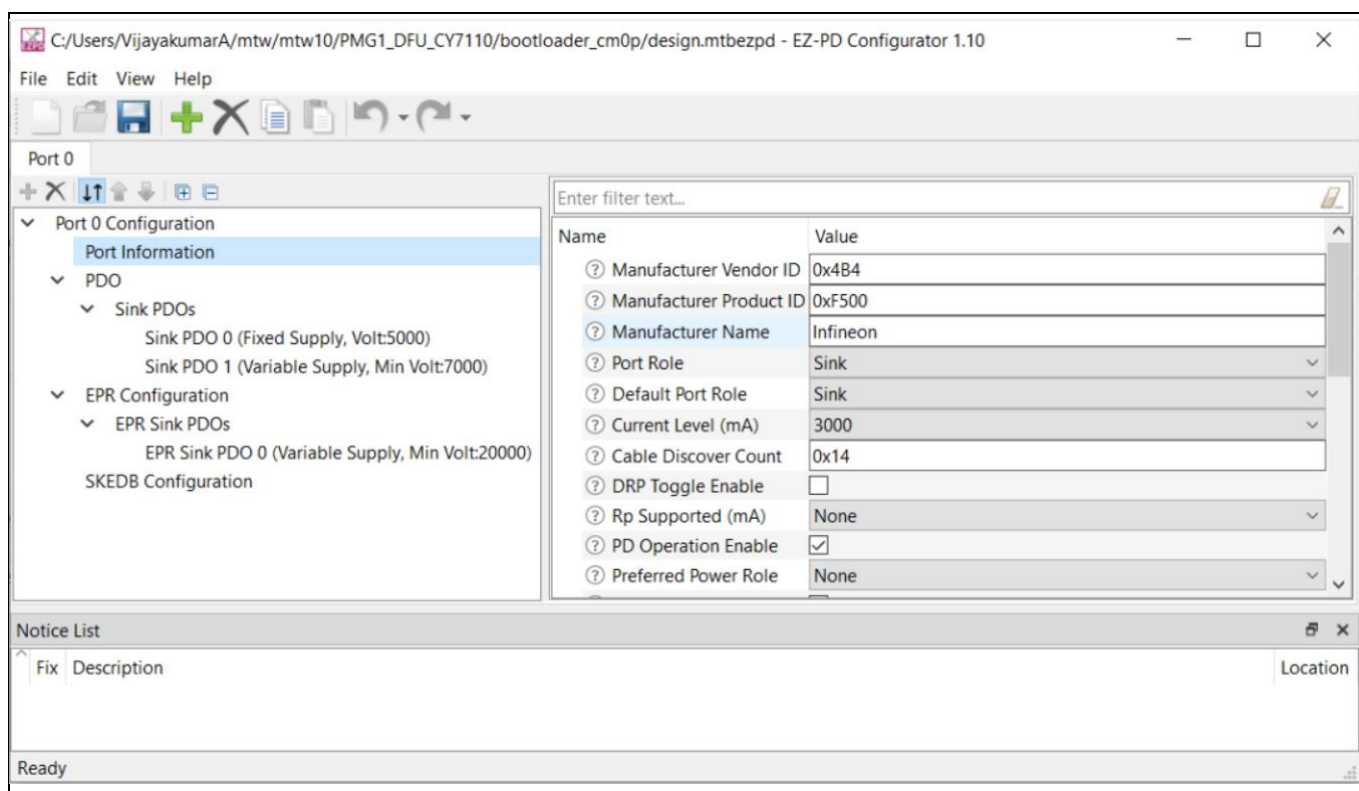 C:/Users/VijayakumarA/mtw/mtw10/PMG1_DFU_CY7110/bootloader_cm0p/design.mtbezpd - EZ-PD Configurator 1.10
File Edit View Help
Port 0
Enter filter text...
Port 0 Configuration
Port Information
PDO
Sink PDOs
Sink PDO 0 (Fixed Supply, Volt:5000)
Sink PDO 1 (Variable Supply, Min Volt:7000)
EPR Configuration
EPR Sink PDOs
EPR Sink PDO 0 (Variable Supply, Min Volt:20000)
SKEDB Configuration
Name Value
Manufacturer Vendor ID 0x4B4
Manufacturer Product ID 0xF500
Manufacturer Name Infineon
Port Role Sink
Default Port Role Sink
Current Level (mA) 3000
Cable Discover Count 0x14
DRP Toggle Enable
Rp Supported (mA) None
PD Operation Enable
Preferred Power Role None
Notice List
Fix Description Location
Ready